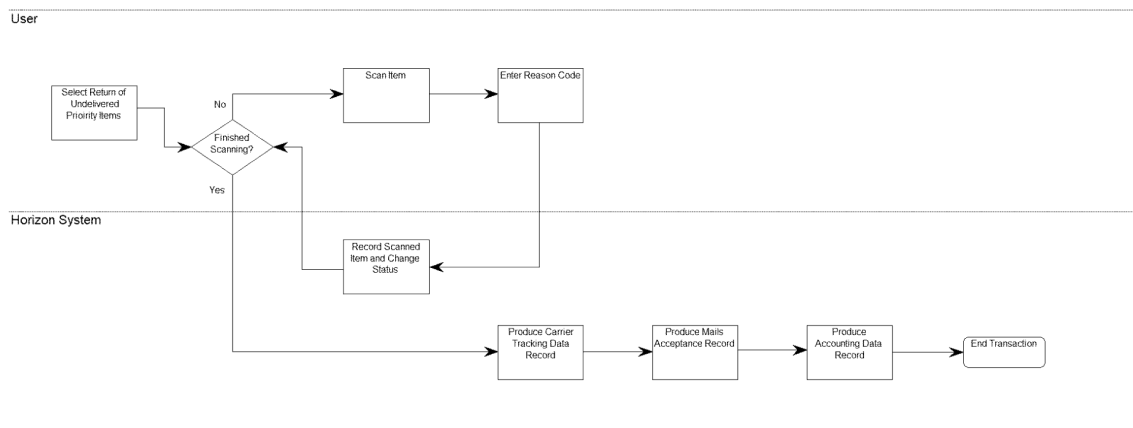 User
Select Return of
Undelivered
Prioirity Items
No
Finished
Scanning?
Yes
Scan Item
Enter Reason Code
Horizon System
Record Scanned
Item and Change
Status
Produce Carrier
Tracking Data
Record
Produce Mails
Acceptance Record
Produce
Accounting Data
Record
End Transaction